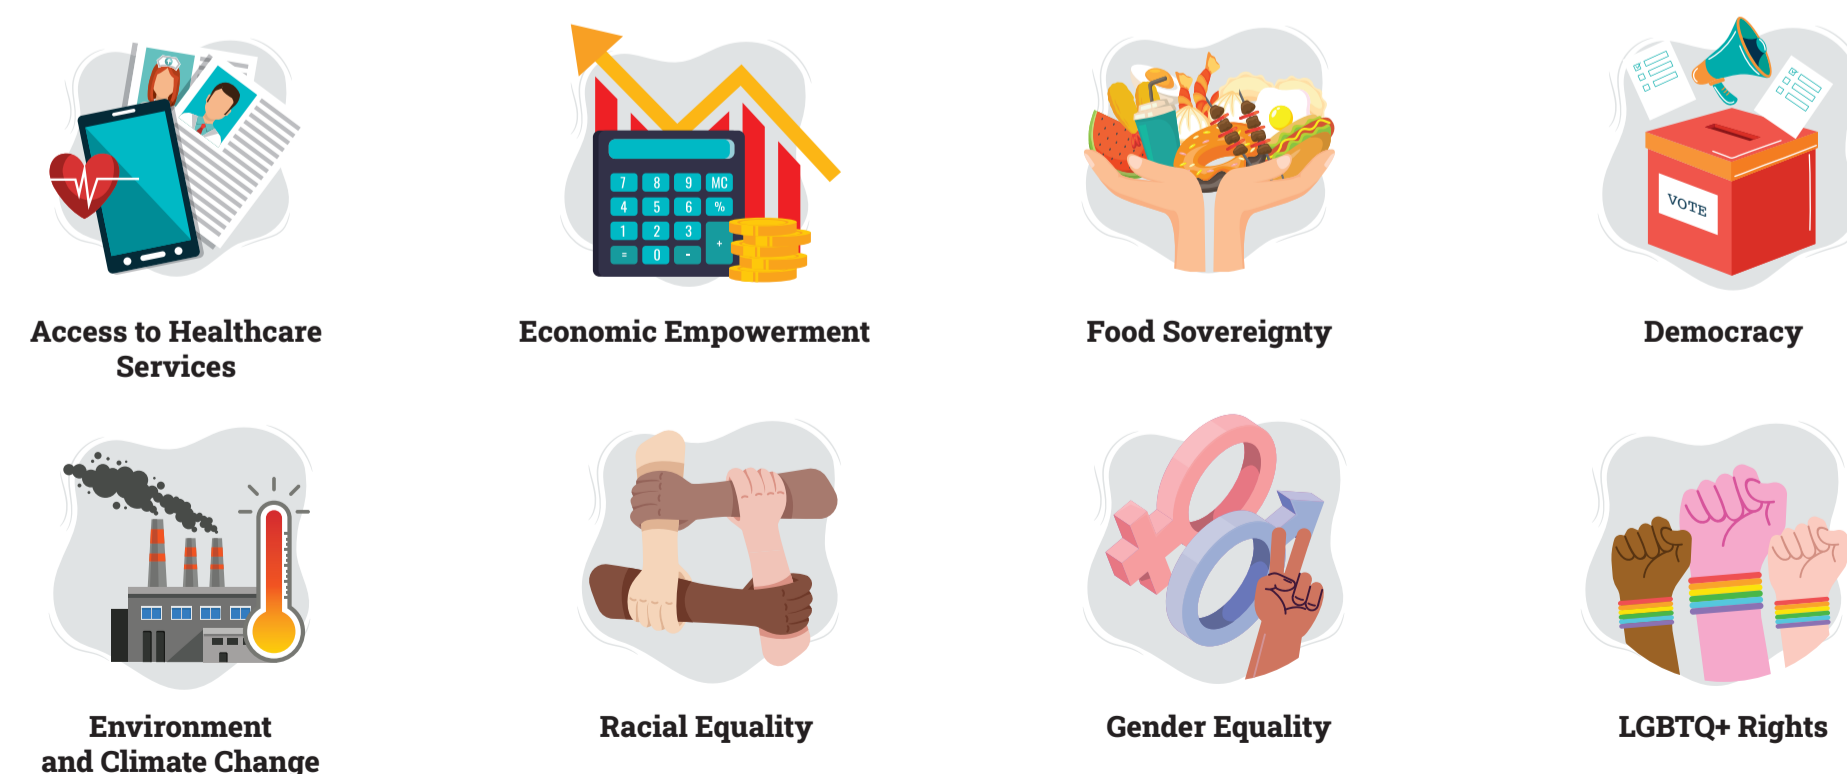 7 8 9 MC
4 5 6 %
1 2 3
+
= 0 -
VOTE
Access to Healthcare
Services
Economic Empowerment
Food Sovereignty
Democracy
Environment
and Climate Change
Racial Equality
Gender Equality
LGBTQ+ Rights